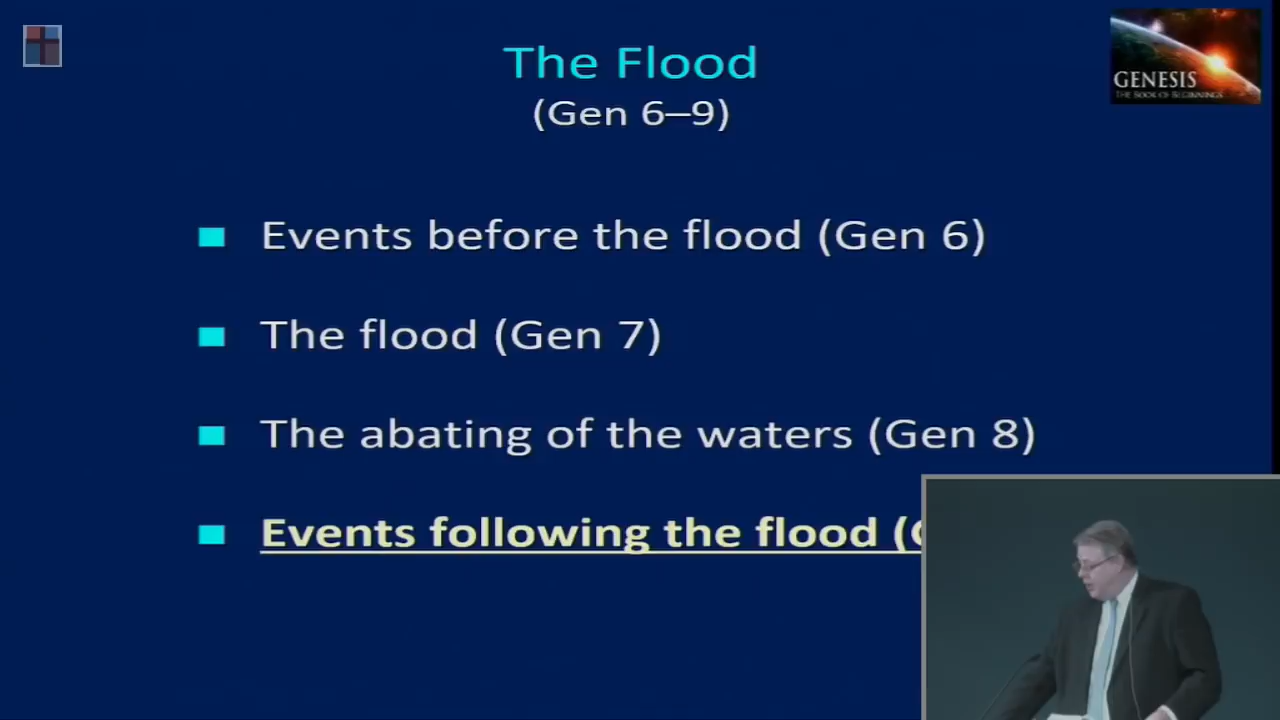 The Flood
(Gen 6–9)
GENESIS
THE BOOK OF BEGINNINGS
Events before the flood (Gen 6)
The flood (Gen 7)
The abating of the waters (Gen 8)
Events following the flood (